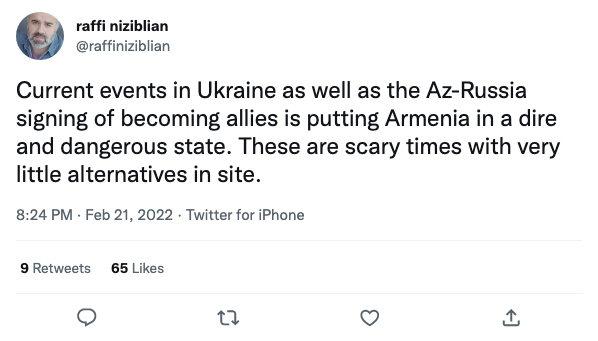 raffi niziblian
@raffiniziblian
Current events in Ukraine as well as the Az-Russia
signing of becoming allies is putting Armenia in a dire
and dangerous state. These are scary times with very
little alternatives in site.
8:24 PM · Feb 21, 2022 · Twitter for iPhone
9 Retweets 65 Likes